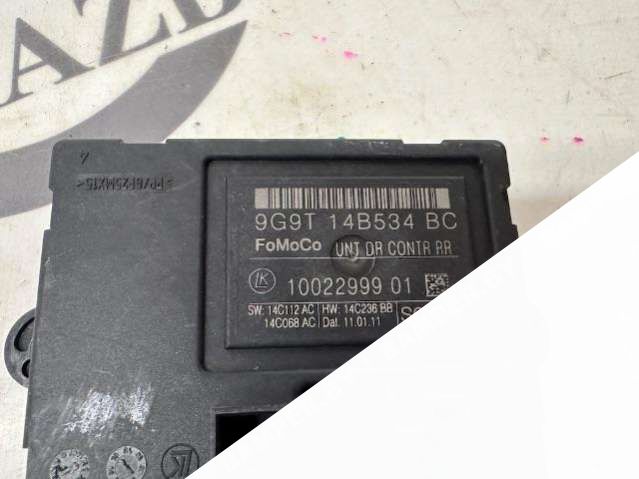 9G9T 14B534 BC
FoMoCo UNT DR CONTR RR
10022999 01
SW: 14C112 AC HW: 14C236 BB
14C068 AC Dat. 11.01.11
4